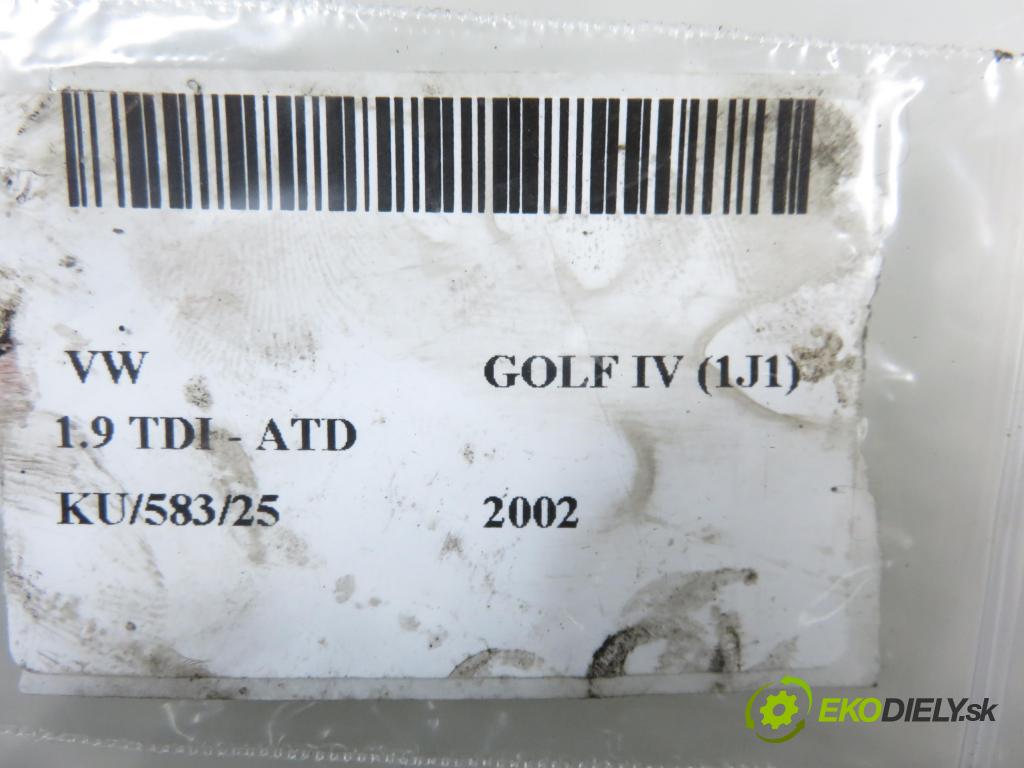 VW GOLF IV (1J1)
1.9 TDI - ATD
KU/583/25 2002
EKODIELY.sk